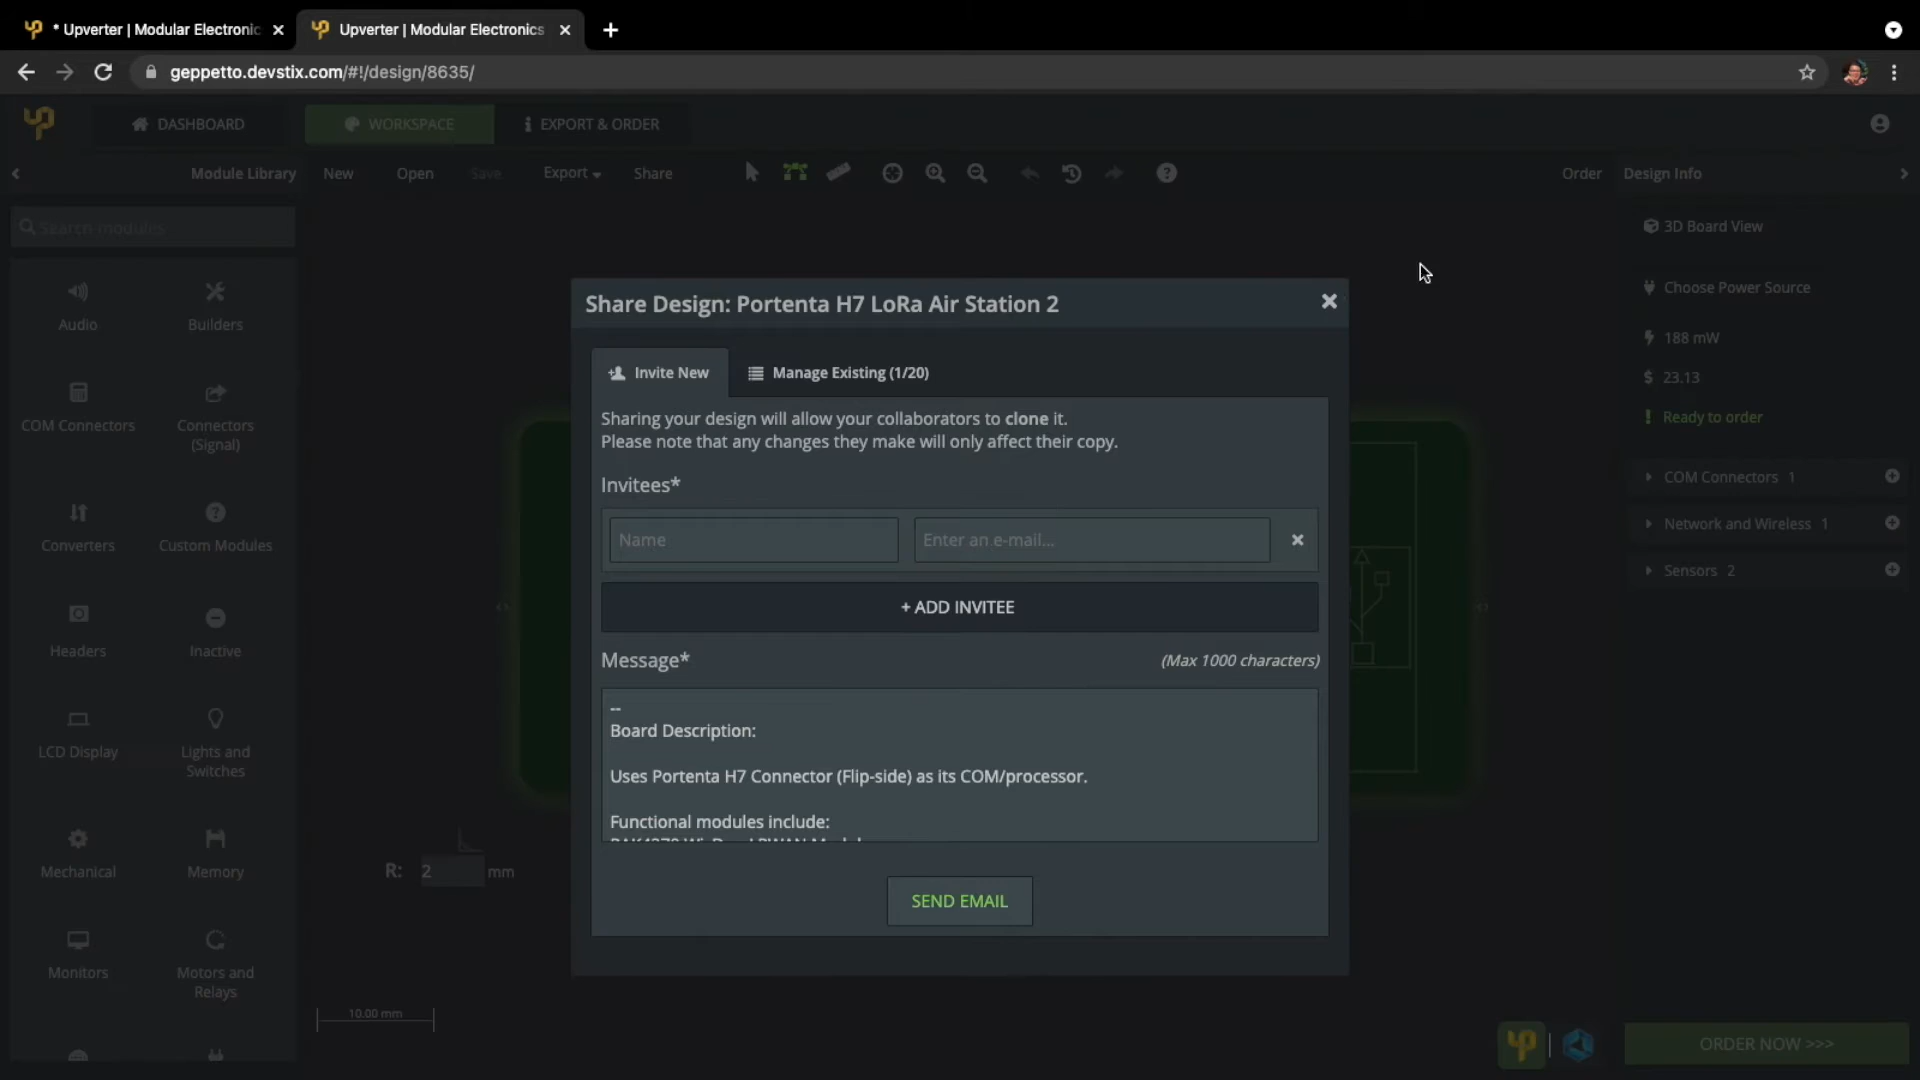 * Upverter | Modular Electronic
Upverter | Modular Electronics
geppetto.devstix.com/#!/design/8635/
DASHBOARD
WORKSPACE
EXPORT & ORDER
Module Library
New
Open
Save
Export
Share
Order
Design Info
Search modules
3D Board View
Choose Power Source
188 mW
$ 23.13
! Ready to order
COM Connectors 1
Network and Wireless 1
Sensors 2
Audio
Builders
COM Connectors
Connectors
(Signal)
Converters
Custom Modules
Headers
Inactive
LCD Display
Lights and
Switches
Mechanical
Memory
Monitors
Motors and
Relays
Share Design: Portenta H7 LoRa Air Station 2
Invite New
Manage Existing (1/20)
Sharing your design will allow your collaborators to clone it.
Please note that any changes they make will only affect their copy.
Invitees*
Name
Enter an e-mail...
+ ADD INVITEE
Message*
(Max 1000 characters)
--
Board Description:
Uses Portenta H7 Connector (Flip-side) as its COM/processor.
Functional modules include:
R: 2 mm
SEND EMAIL
10.00 mm
ORDER NOW >>>